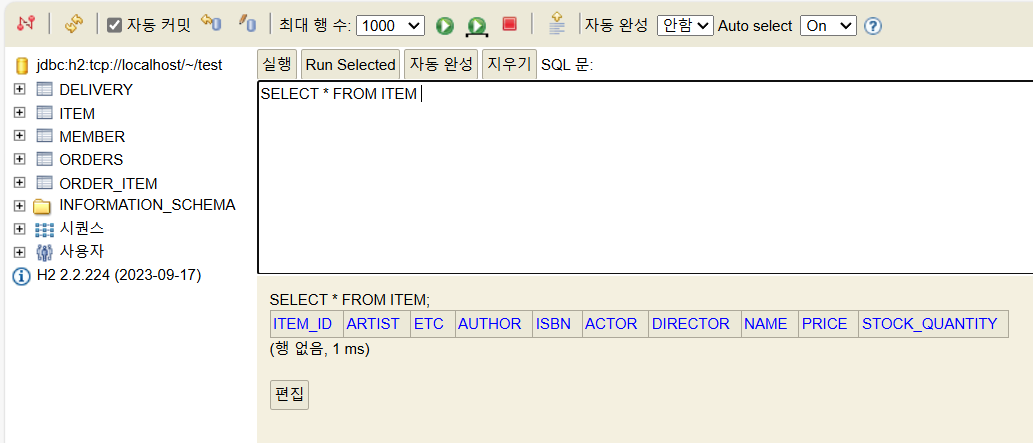 자동 커밋 최대 행 수: 1000 자동 완성 안함 Auto select On
jdbc:h2:tcp://localhost/~/test
DELIVERY
ITEM
MEMBER
ORDERS
ORDER_ITEM
INFORMATION_SCHEMA
시퀀스
사용자
H2 2.2.224 (2023-09-17)
실행 Run Selected 자동 완성 지우기 SQL 문:
SELECT * FROM ITEM
SELECT * FROM ITEM;
ITEM_ID ARTIST ETC AUTHOR ISBN ACTOR DIRECTOR NAME PRICE STOCK_QUANTITY
(행 없음, 1 ms)
편집